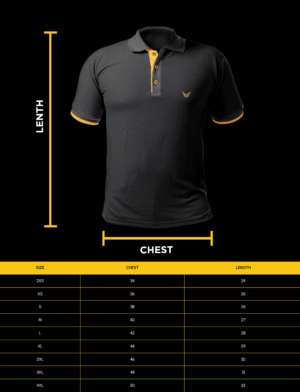 LENTH
CHEST
SIZE CHEST LENGTH
2XS 34 24
XS 36 25
S 38 26
M 40 27
L 42 28
XL 44 29
2XL 46 30
3XL 48 31
4XL 50 32